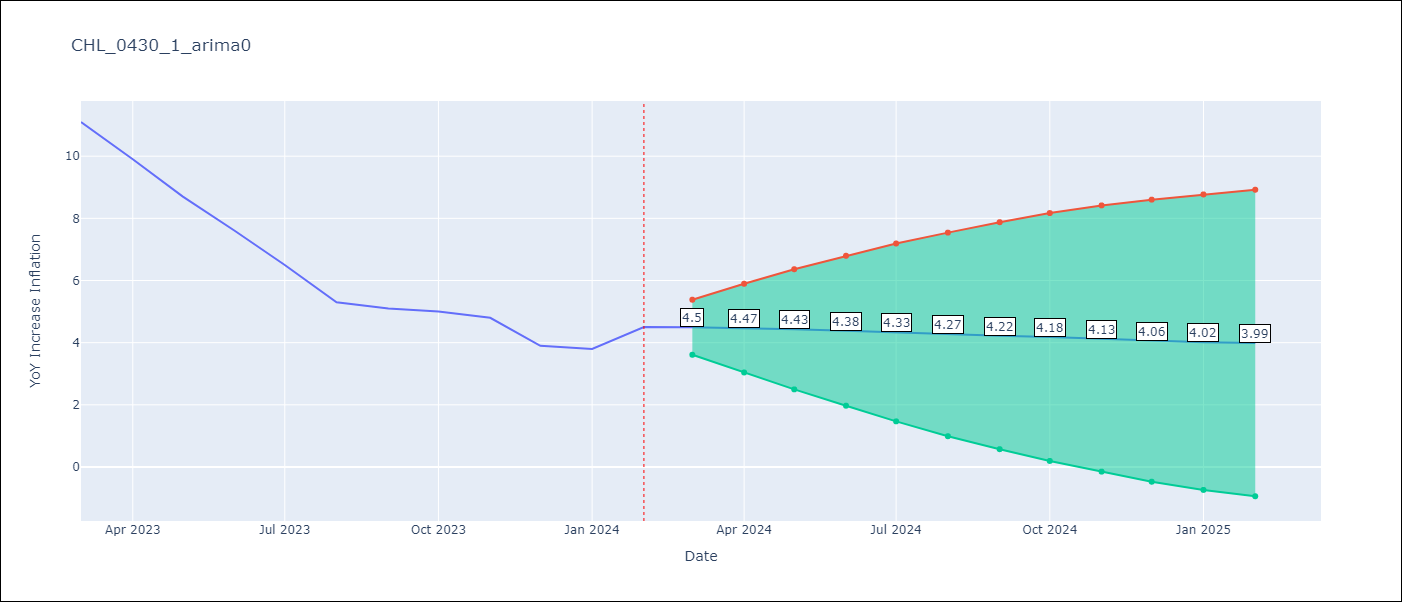 CHL_0430_1_arima0
YoY Increase Inflation
10
8
6
4
2
0
4.5
4.47
4.43
4.38
4.33
4.27
4.22
4.18
4.13
4.06
4.02
3.99
Apr 2023
Jul 2023
Oct 2023
Jan 2024
Apr 2024
Jul 2024
Oct 2024
Jan 2025
Date